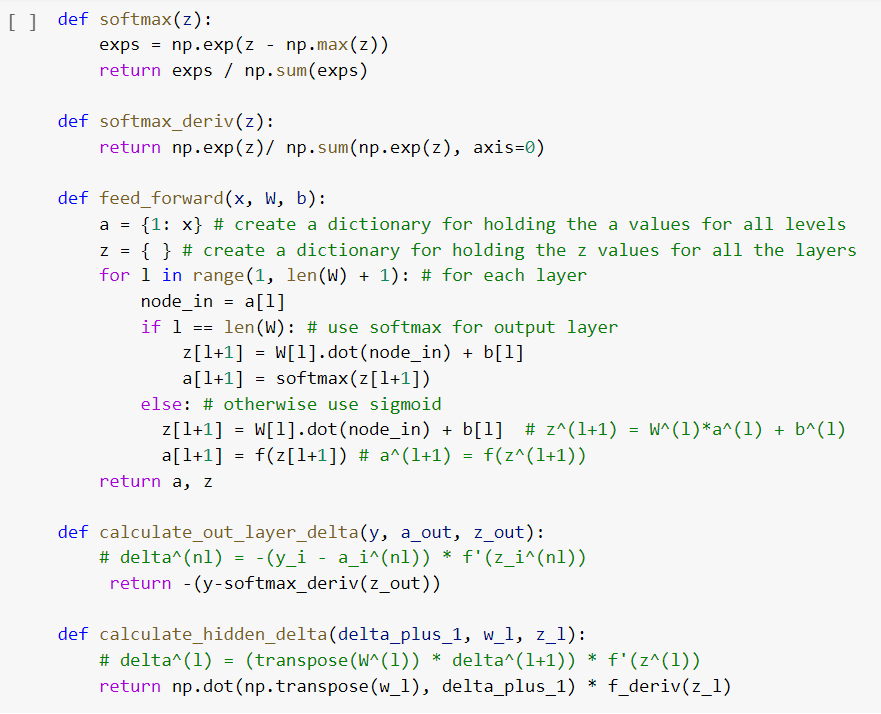 [ ] def softmax(z):
    exps = np.exp(z - np.max(z))
    return exps / np.sum(exps)

def softmax_deriv(z):
    return np.exp(z)/ np.sum(np.exp(z), axis=0)

def feed_forward(x, W, b):
    a = {1: x} # create a dictionary for holding the a values for all levels
    z = { } # create a dictionary for holding the z values for all the layers
    for l in range(1, len(W) + 1): # for each layer
        node_in = a[l]
        if l == len(W): # use softmax for output layer
            z[l+1] = W[l].dot(node_in) + b[l]
            a[l+1] = softmax(z[l+1])
        else: # otherwise use sigmoid
          z[l+1] = W[l].dot(node_in) + b[l]  # z^(l+1) = W^(l)*a^(l) + b^(l)
          a[l+1] = f(z[l+1]) # a^(l+1) = f(z^(l+1))
    return a, z

def calculate_out_layer_delta(y, a_out, z_out):
    # delta^(nl) = -(y_i - a_i^(nl)) * f'(z_i^(nl))
     return -(y-softmax_deriv(z_out))

def calculate_hidden_delta(delta_plus_1, w_l, z_l):
    # delta^(l) = (transpose(W^(l)) * delta^(l+1)) * f'(z^(l))
    return np.dot(np.transpose(w_l), delta_plus_1) * f_deriv(z_l)